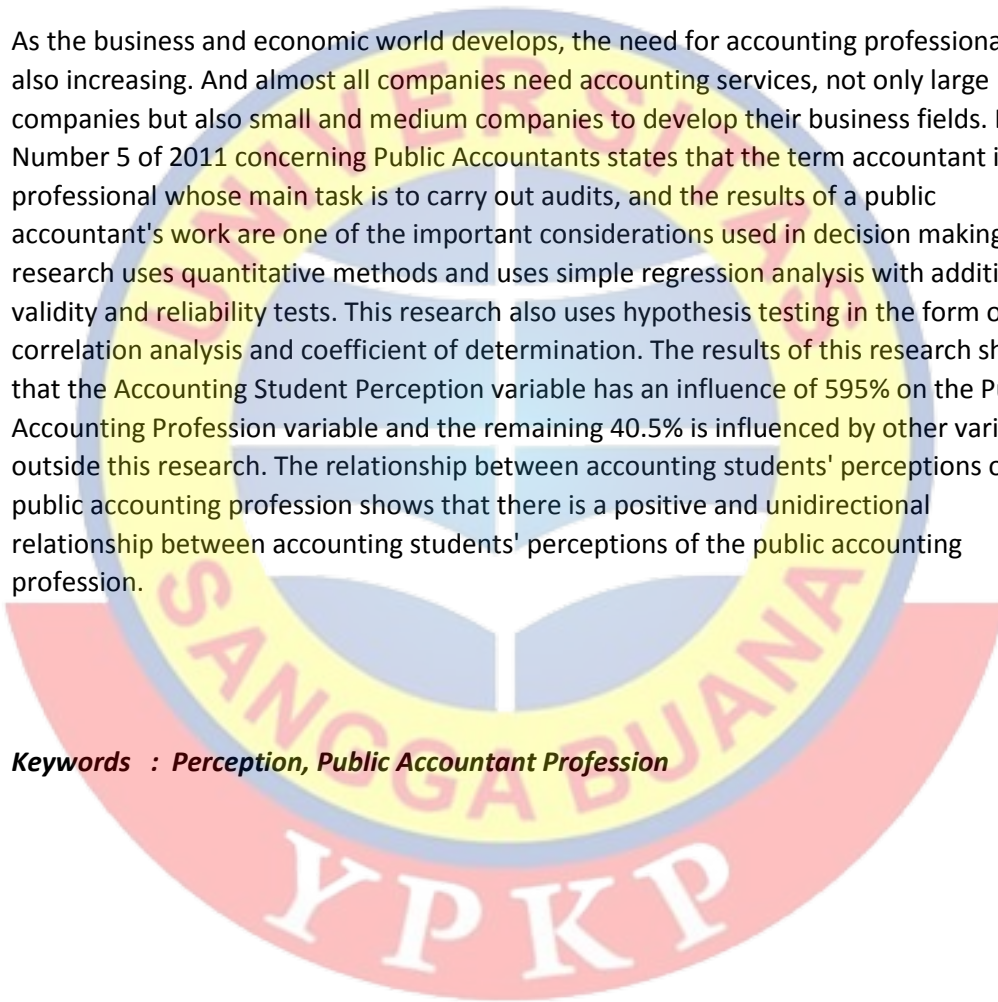 As the business and economic world develops, the need for accounting professiona
also increasing. And almost all companies need accounting services, not only large
companies but also small and medium companies to develop their business fields.
Number 5 of 2011 concerning Public Accountants states that the term accountant i
professional whose main task is to carry out audits, and the results of a public
accountant's work are one of the important considerations used in decision making
research uses quantitative methods and uses simple regression analysis with additi
validity and reliability tests. This research also uses hypothesis testing in the form o
correlation analysis and coefficient of determination. The results of this research sh
that the Accounting Student Perception variable has an influence of 595% on the Pu
Accounting Profession variable and the remaining 40.5% is influenced by other vari
outside this research. The relationship between accounting students' perceptions o
public accounting profession shows that there is a positive and unidirectional
relationship between accounting students' perceptions of the public accounting
profession.
Keywords : Perception, Public Accountant Profession
UNIVERSITAS
SANGGA BUANA
YPKP